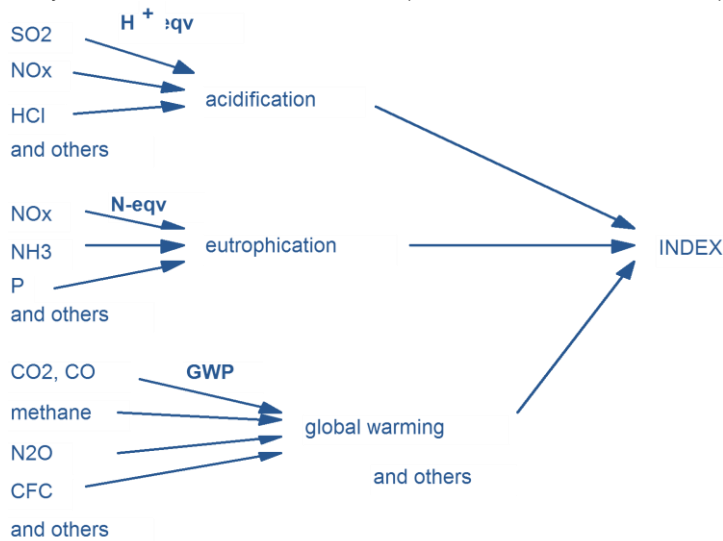 H + eqv
SO2
NOx
acidification
HCl
and others
N-eqv
NOx
NH3
eutrophication
INDEX
P
and others
CO2, CO
GWP
methane
global warming
N2O
and others
CFC
and others